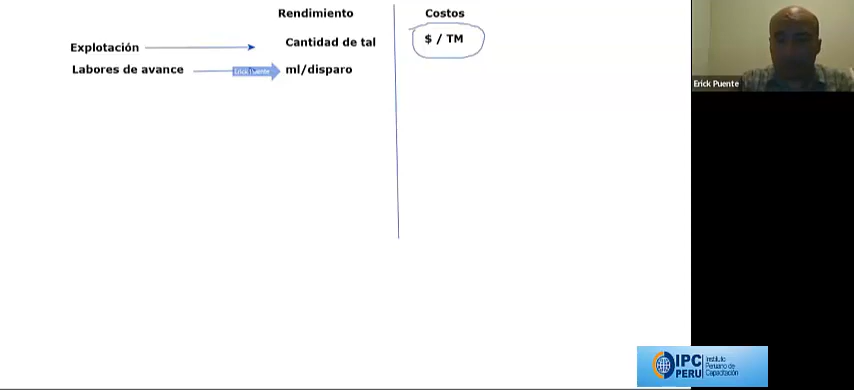 Rendimiento
Costos
Explotación
Cantidad de tal
$ / TM
Labores de avance
Erick Puente
ml/disparo
Erick Puente
IPC PERU
Instituto Peruano de Capacitación